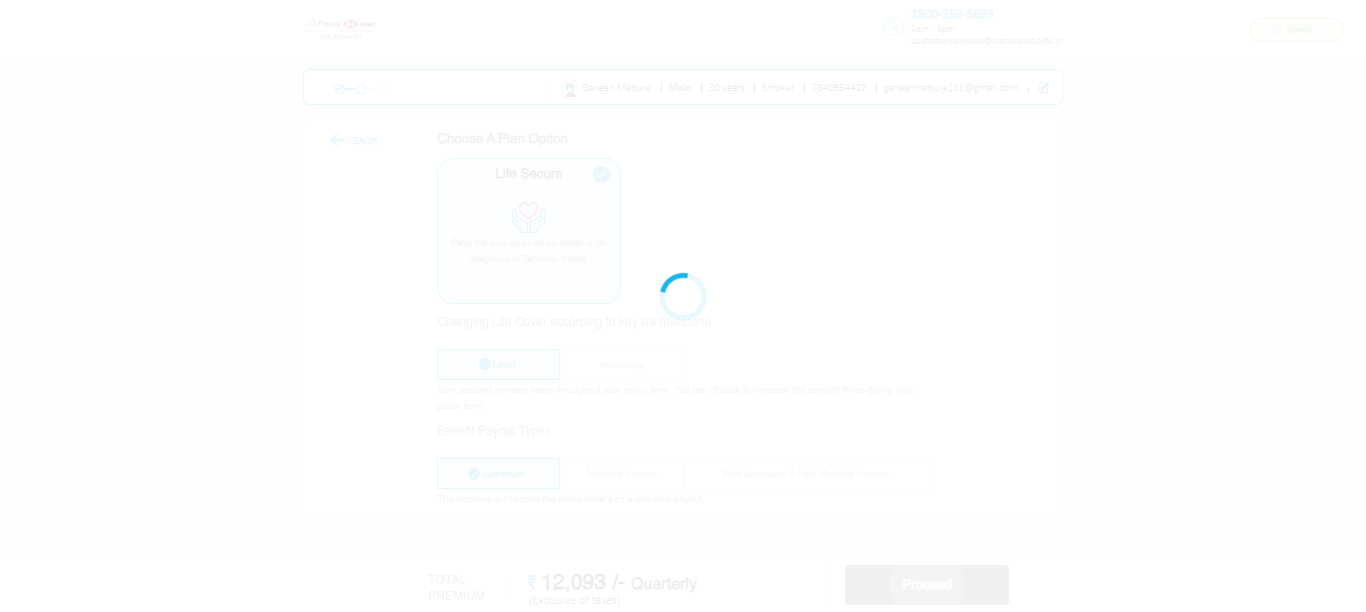 Canara HSBC
LIFE INSURANCE
1800-258-5899
9am - 6pm
customerservice@canarahsbclife.in
Saved
Ganesh Mahure | Male | 30 years | Smoker | 7840954417 | ganeshmahure111@gmail.com
BACK
Choose A Plan Option
Life Secure
Pays the sum assured on death or on
diagnosis of Terminal Illness
Changing Life Cover according to key life milestone
Level Increasing
Sum assured remains same throughout your policy term. You can choose to increase this amount thrice during your
policy term.
Benefit Payout Types
Lumpsum Monthly Income Part Lumpsum & Part Monthly Income
The nominee will receive the entire benefit as a one-time payout
TOTAL
PREMIUM
₹ 12,093 /- Quarterly
(Exclusive of taxes)
Proceed